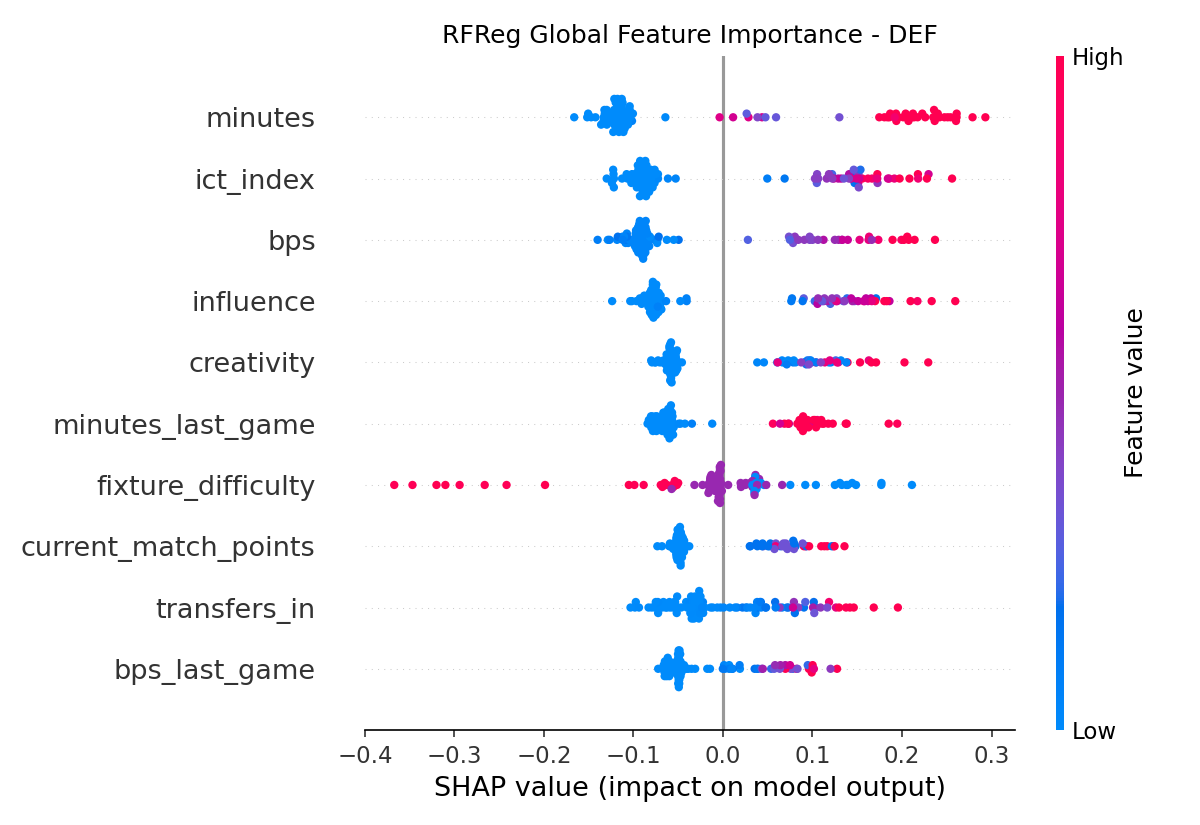 RFReg Global Feature Importance - DEF
High
minutes
ict_index
bps
influence
creativity
minutes_last_game
fixture_difficulty
current_match_points
transfers_in
bps_last_game
Feature value
Low
−0.4 −0.3 −0.2 −0.1 0.0 0.1 0.2 0.3
SHAP value (impact on model output)